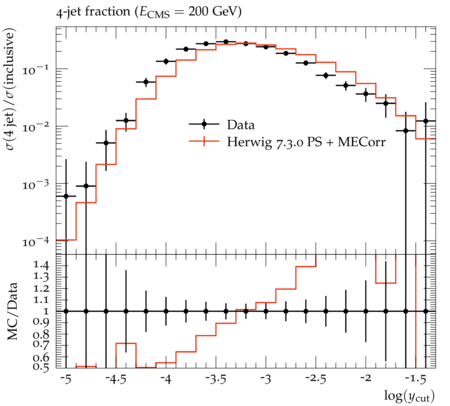 4-jet fraction (E_CMS = 200 GeV)
σ(4 jet)/σ(inclusive)
10⁻¹
10⁻²
10⁻³
10⁻⁴
Data
Herwig 7.3.0 PS + MECorr
MC/Data
1.4
1.3
1.2
1.1
1
0.9
0.8
0.7
0.6
0.5
-5 -4.5 -4 -3.5 -3 -2.5 -2 -1.5
log(y_cut)